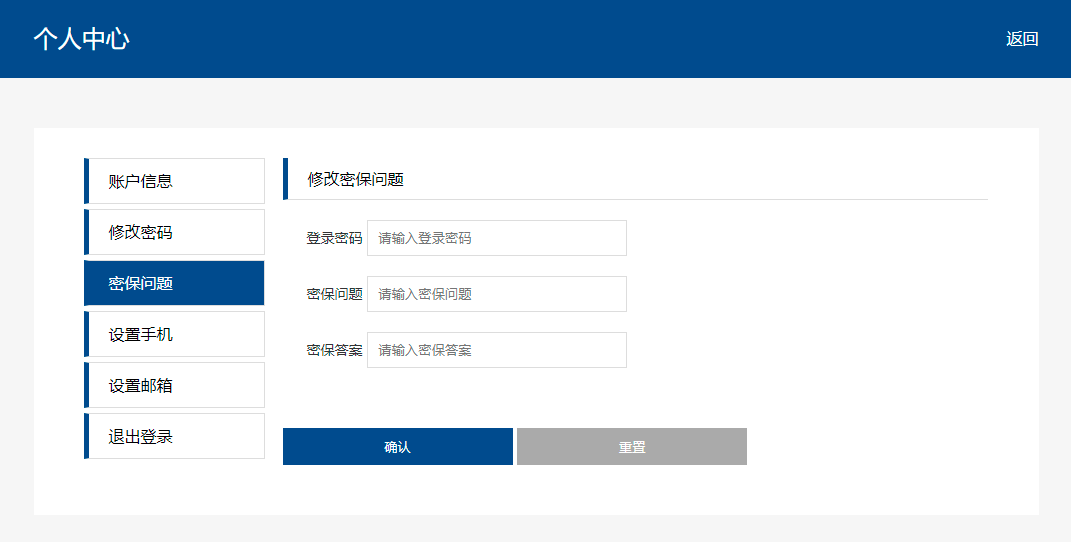 个人中心
返回
账户信息
修改密码
密保问题
设置手机
设置邮箱
退出登录
修改密保问题
登录密码 请输入登录密码
密保问题 请输入密保问题
密保答案 请输入密保答案
确认 重置